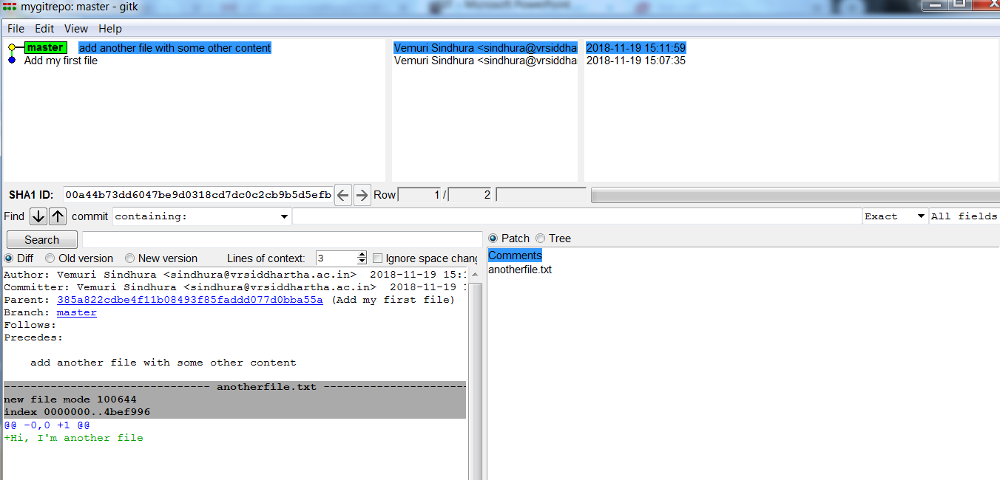 mygitrepo: master - gitk
- Microsoft PowerPoint
File Edit View Help
master add another file with some other content Vemuri Sindhura <sindhura@vrsiddha 2018-11-19 15:11:59
Add my first file Vemuri Sindhura <sindhura@vrsiddha 2018-11-19 15:07:35
SHA1 ID: 00a44b73dd6047be9d0318cd7dc0c2cb9b5d5efb Row 1 / 2
Find commit containing: Exact All fields
Search Patch Tree
Diff Old version New version Lines of context: 3 Ignore space chang
Comments
anotherfile.txt
Author: Vemuri Sindhura <sindhura@vrsiddhartha.ac.in> 2018-11-19 15:1
Committer: Vemuri Sindhura <sindhura@vrsiddhartha.ac.in> 2018-11-19 1
Parent: 385a822cdbe4f11b08493f85faddd077d0bba55a (Add my first file)
Branch: master
Follows:
Precedes:
add another file with some other content
------------------------------- anotherfile.txt ----------------------
new file mode 100644
index 0000000..4bef996
@@ -0,0 +1 @@
+Hi, I'm another file